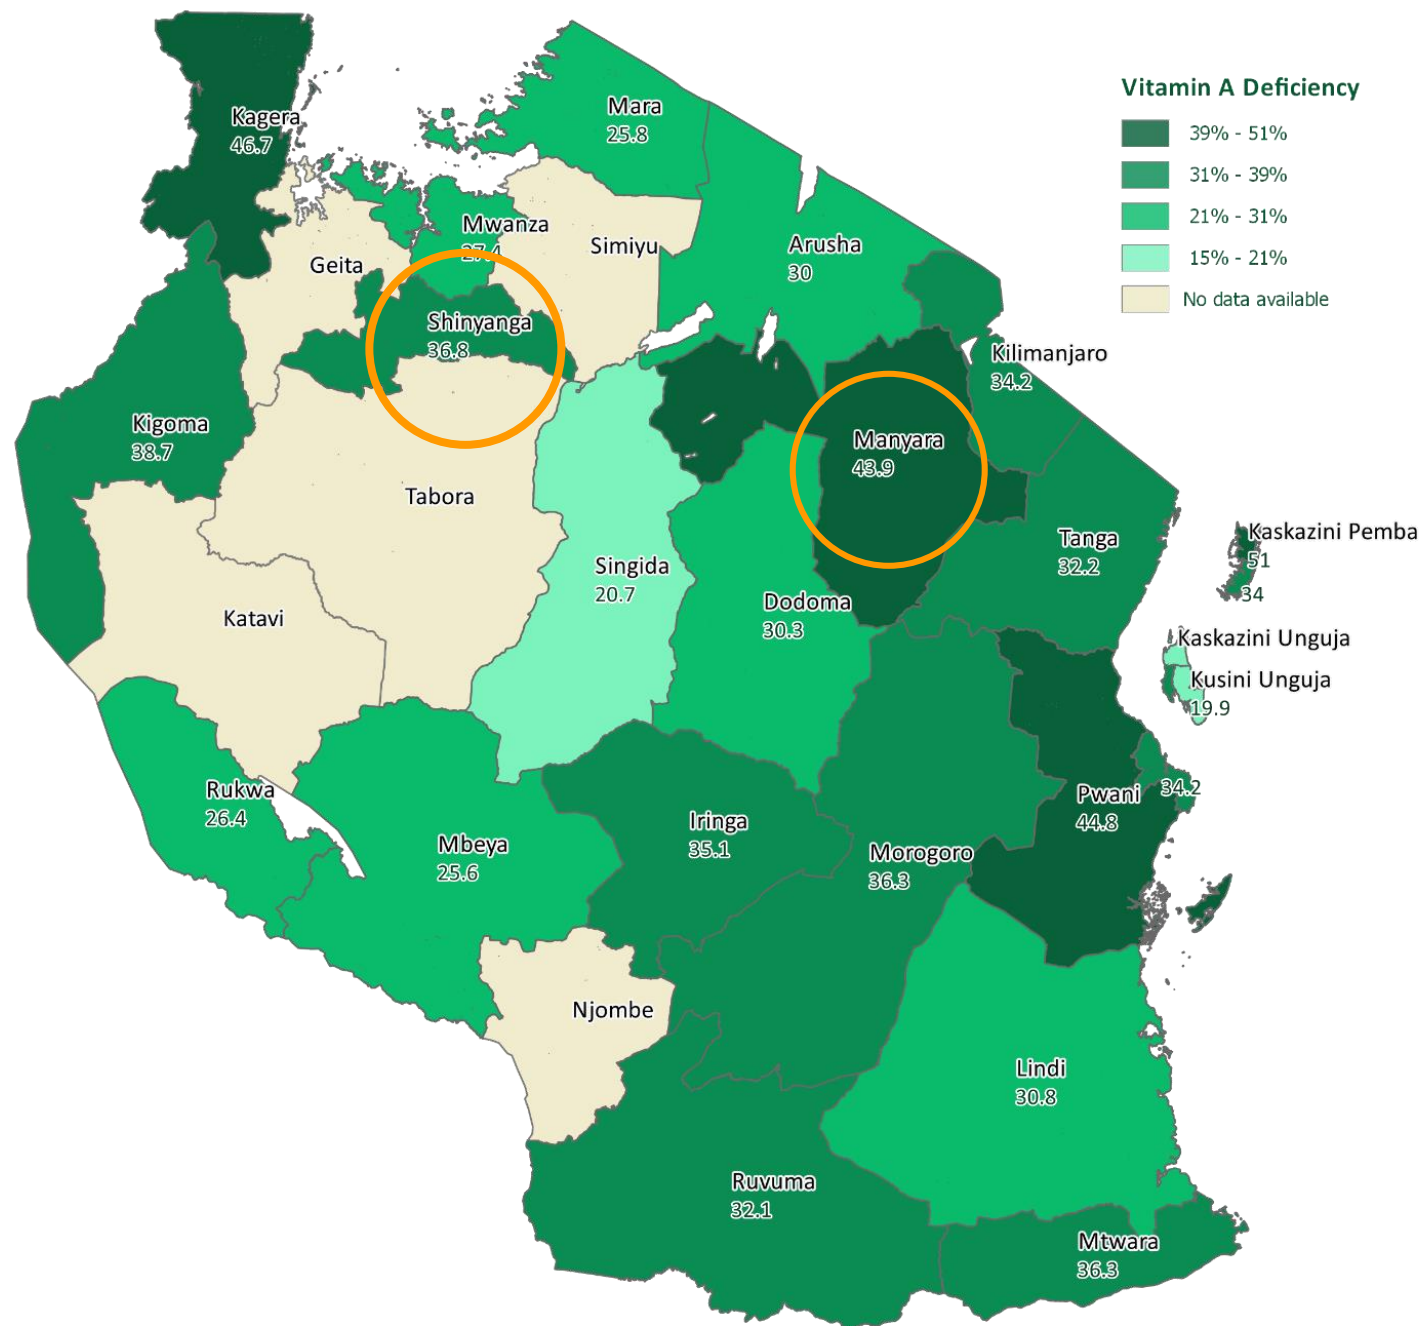 Vitamin A Deficiency
39% - 51%
31% - 39%
21% - 31%
15% - 21%
No data available
Kagera
46.7
Mara
25.8
Mwanza
27.4
Simiyu
Arusha
30
Geita
Shinyanga
36.8
Kilimanjaro
34.2
Kigoma
38.7
Manyara
43.9
Tabora
Kaskazini Pemba
51
34
Tanga
32.2
Singida
20.7
Dodoma
30.3
Katavi
Kaskazini Unguja
Kusini Unguja
19.9
Rukwa
26.4
Pwani
44.8
34.2
Iringa
35.1
Mbeya
25.6
Morogoro
36.3
Njombe
Lindi
30.8
Ruvuma
32.1
Mtwara
36.3